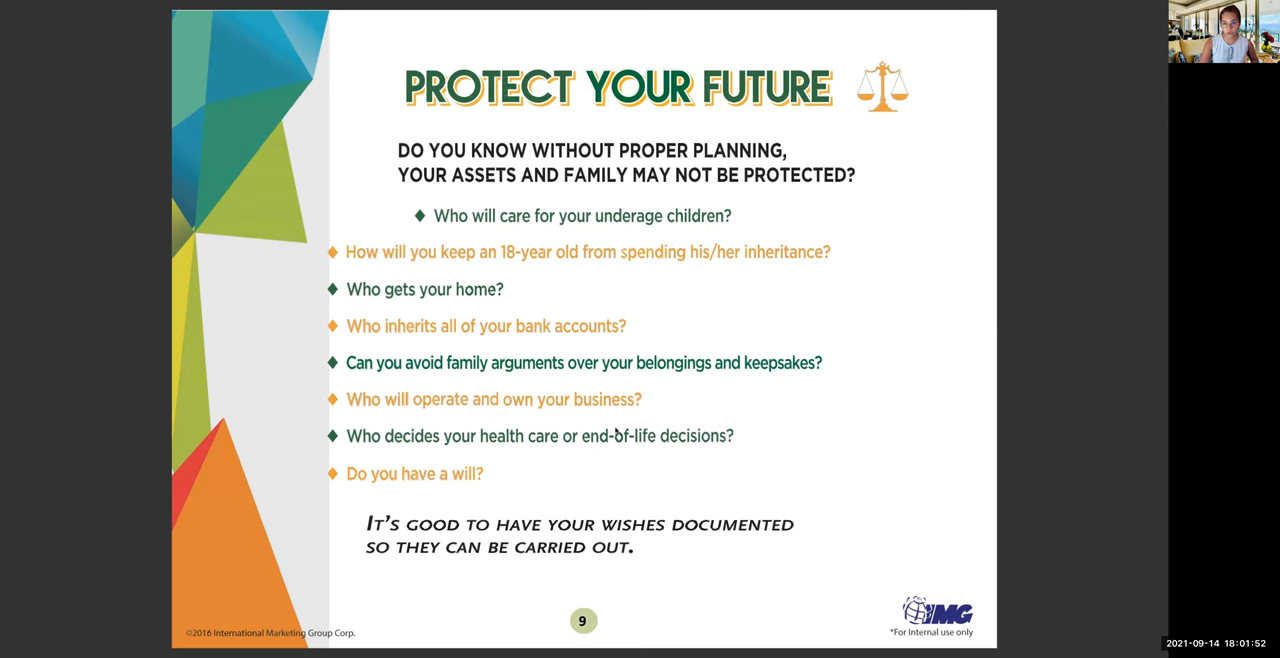 PROTECT YOUR FUTURE
DO YOU KNOW WITHOUT PROPER PLANNING,
YOUR ASSETS AND FAMILY MAY NOT BE PROTECTED?
Who will care for your underage children?
How will you keep an 18-year old from spending his/her inheritance?
Who gets your home?
Who inherits all of your bank accounts?
Can you avoid family arguments over your belongings and keepsakes?
Who will operate and own your business?
Who decides your health care or end-of-life decisions?
Do you have a will?
IT'S GOOD TO HAVE YOUR WISHES DOCUMENTED
SO THEY CAN BE CARRIED OUT.
©2016 International Marketing Group Corp.
9
IMG
*For Internal use only
2021-09-14 18:01:52